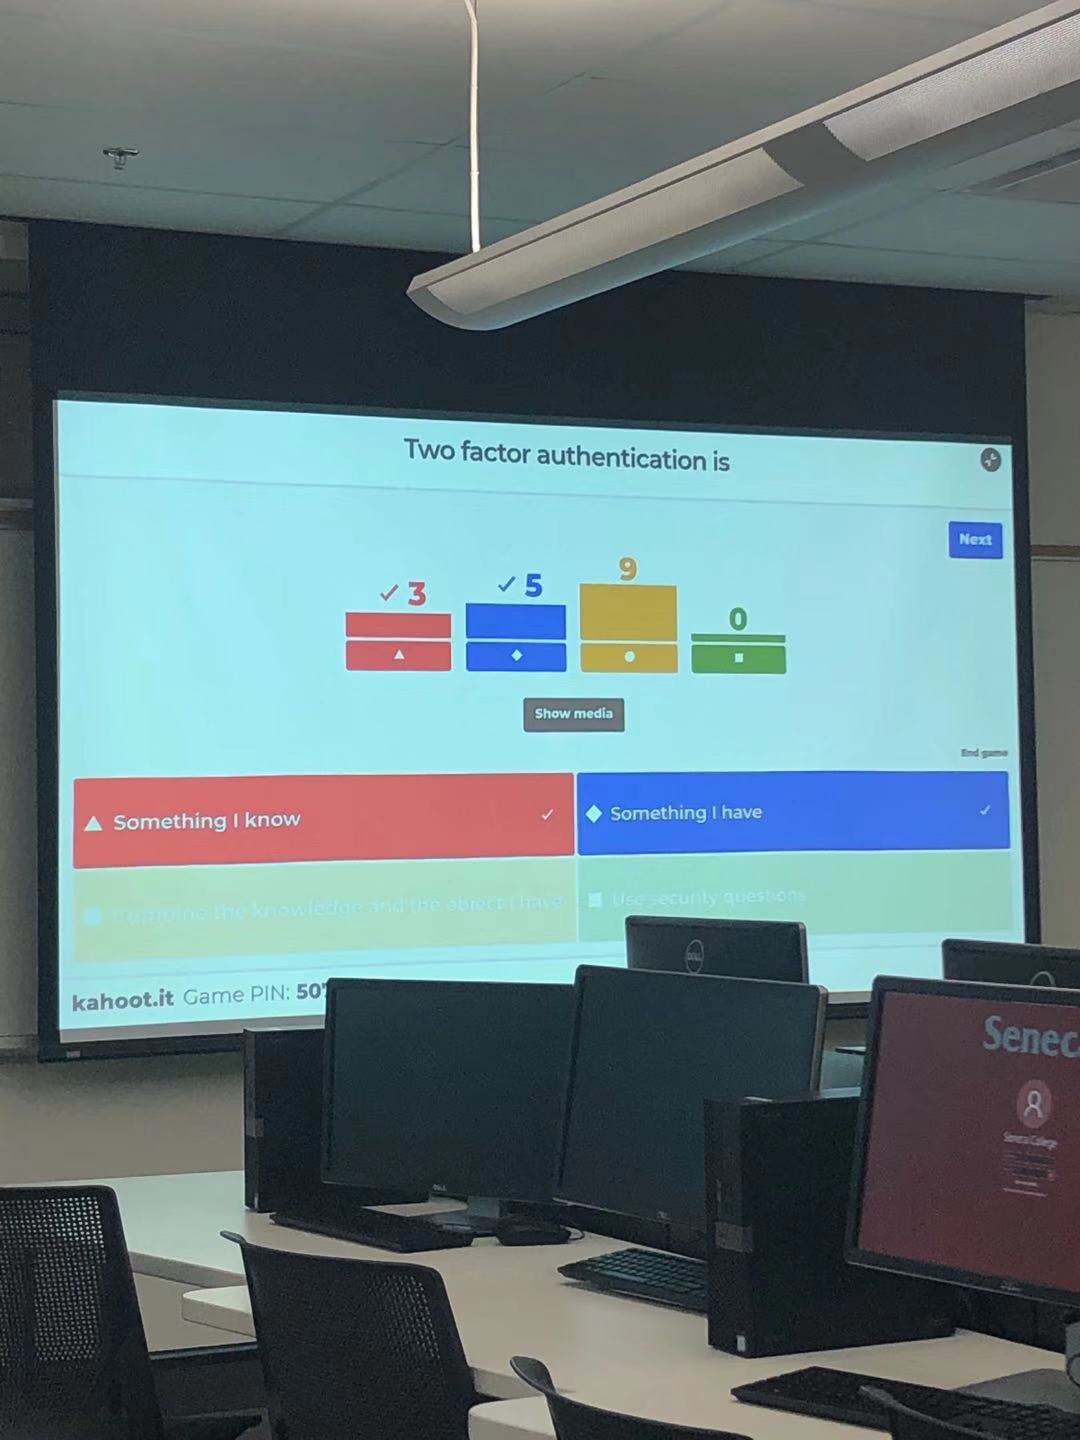 Two factor authentication is
Next
3
5
9
0
Show media
End game
Something I know
Something I have
Combine the knowledge and the object I have
Use security questions
kahoot.it Game PIN: 50
DELL
Senec
Seneca College
DELL